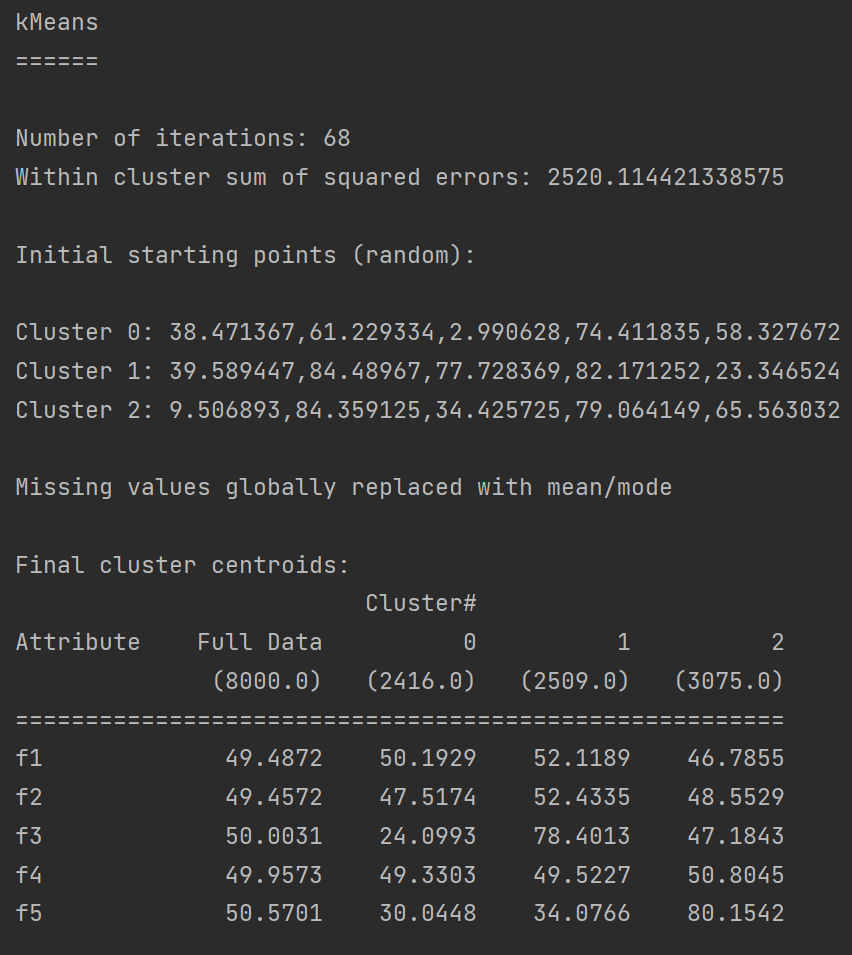 kMeans
======
Number of iterations: 68
Within cluster sum of squared errors: 2520.114421338575
Initial starting points (random):
Cluster 0: 38.471367,61.229334,2.990628,74.411835,58.327672
Cluster 1: 39.589447,84.48967,77.728369,82.171252,23.346524
Cluster 2: 9.506893,84.359125,34.425725,79.064149,65.563032
Missing values globally replaced with mean/mode
Final cluster centroids:
                         Cluster#
Attribute    Full Data          0          1          2
              (8000.0)   (2416.0)   (2509.0)   (3075.0)
=======================================================
f1             49.4872    50.1929    52.1189    46.7855
f2             49.4572    47.5174    52.4335    48.5529
f3             50.0031    24.0993    78.4013    47.1843
f4             49.9573    49.3303    49.5227    50.8045
f5             50.5701    30.0448    34.0766    80.1542